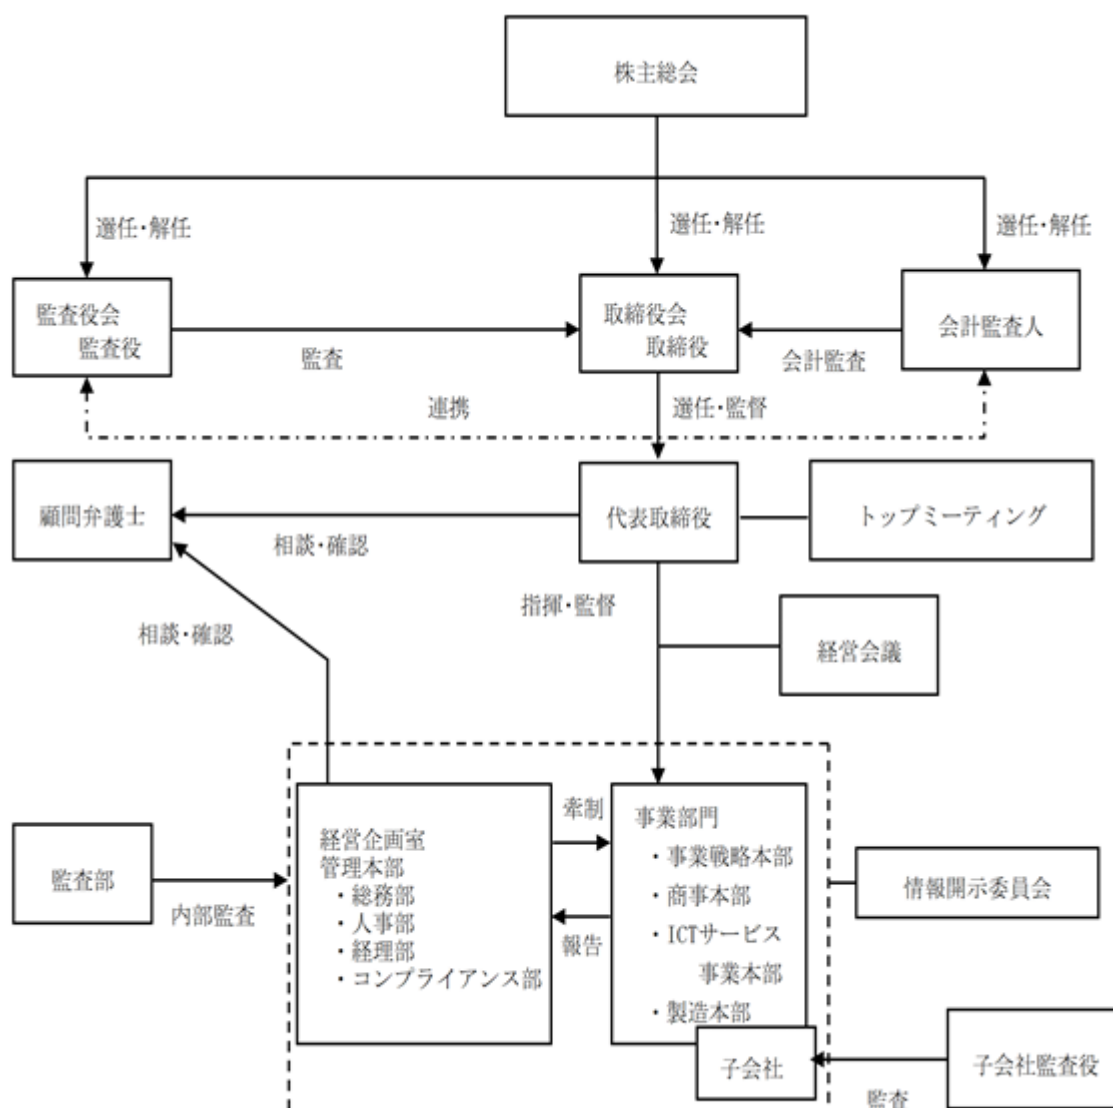 株主総会
選任・解任
選任・解任
選任・解任
監査役会
監査役
監査
取締役会
取締役
会計監査
会計監査人
連携
選任・監督
顧問弁護士
相談・確認
代表取締役
トップミーティング
指揮・監督
相談・確認
経営会議
監査部
内部監査
経営企画室
管理本部
・総務部
・人事部
・経理部
・コンプライアンス部
牽制
報告
事業部門
・事業戦略本部
・商事本部
・ICTサービス
事業本部
・製造本部
情報開示委員会
子会社
監査
子会社監査役